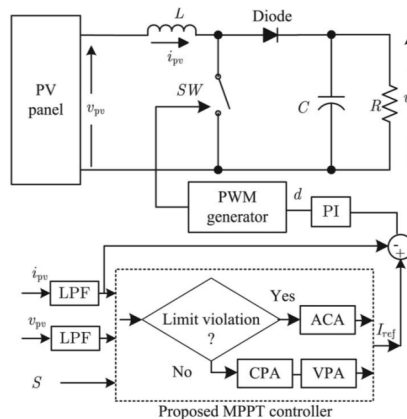 L
Diode
i_pv
PV
panel
v_pv
SW
C
R
PWM
generator
d
PI
i_pv
LPF
v_pv
LPF
S
Limit violation
?
Yes
ACA
I_ref
-
+
No
CPA
VPA
Proposed MPPT controller